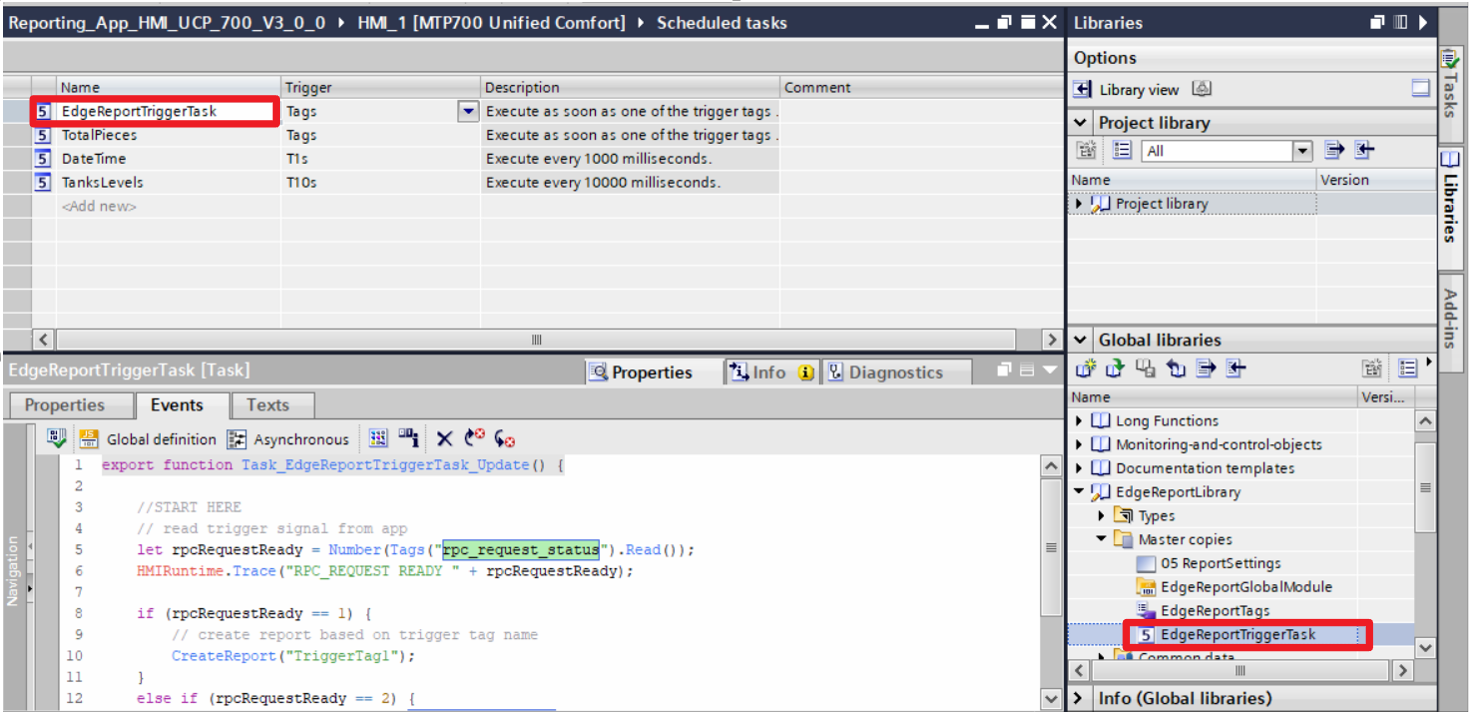 Reporting_App_HMI_UCP_700_V3_0_0 ▸ HMI_1 [MTP700 Unified Comfort] ▸ Scheduled tasks
Name Trigger Description Comment
5 EdgeReportTriggerTask Tags Execute as soon as one of the trigger tags .
5 TotalPieces Tags Execute as soon as one of the trigger tags .
5 DateTime T1s Execute every 1000 milliseconds.
5 TanksLevels T10s Execute every 10000 milliseconds.
<Add new>
EdgeReportTriggerTask [Task]
Properties Info Diagnostics
Properties Events Texts
Global definition Asynchronous
1 export function Task_EdgeReportTriggerTask_Update() {
2
3 //START HERE
4 // read trigger signal from app
5 let rpcRequestReady = Number(Tags("rpc_request_status").Read());
6 HMIRuntime.Trace("RPC_REQUEST READY " + rpcRequestReady);
7
8 if (rpcRequestReady == 1) {
9 // create report based on trigger tag name
10 CreateReport("TriggerTag1");
11 }
12 else if (rpcRequestReady == 2) {
Navigation
Libraries
Options
Library view
Project library
All
Name Version
Project library
Global libraries
Name Versi...
Long Functions
Monitoring-and-control-objects
Documentation templates
EdgeReportLibrary
Types
Master copies
05 ReportSettings
EdgeReportGlobalModule
EdgeReportTags
5 EdgeReportTriggerTask
Common data
Info (Global libraries)
Tasks
Libraries
Add-ins